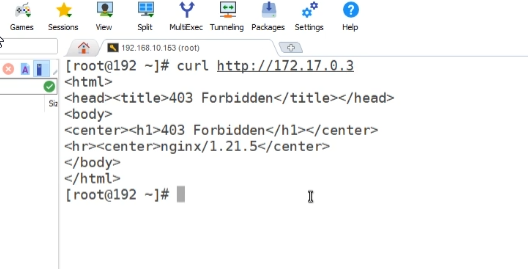 Games Sessions View Split MultiExec Tunneling Packages Settings Help
192.168.10.153 (root)
[root@192 ~]# curl http://172.17.0.3
<html>
<head><title>403 Forbidden</title></head>
<body>
<center><h1>403 Forbidden</h1></center>
<hr><center>nginx/1.21.5</center>
</body>
</html>
[root@192 ~]#